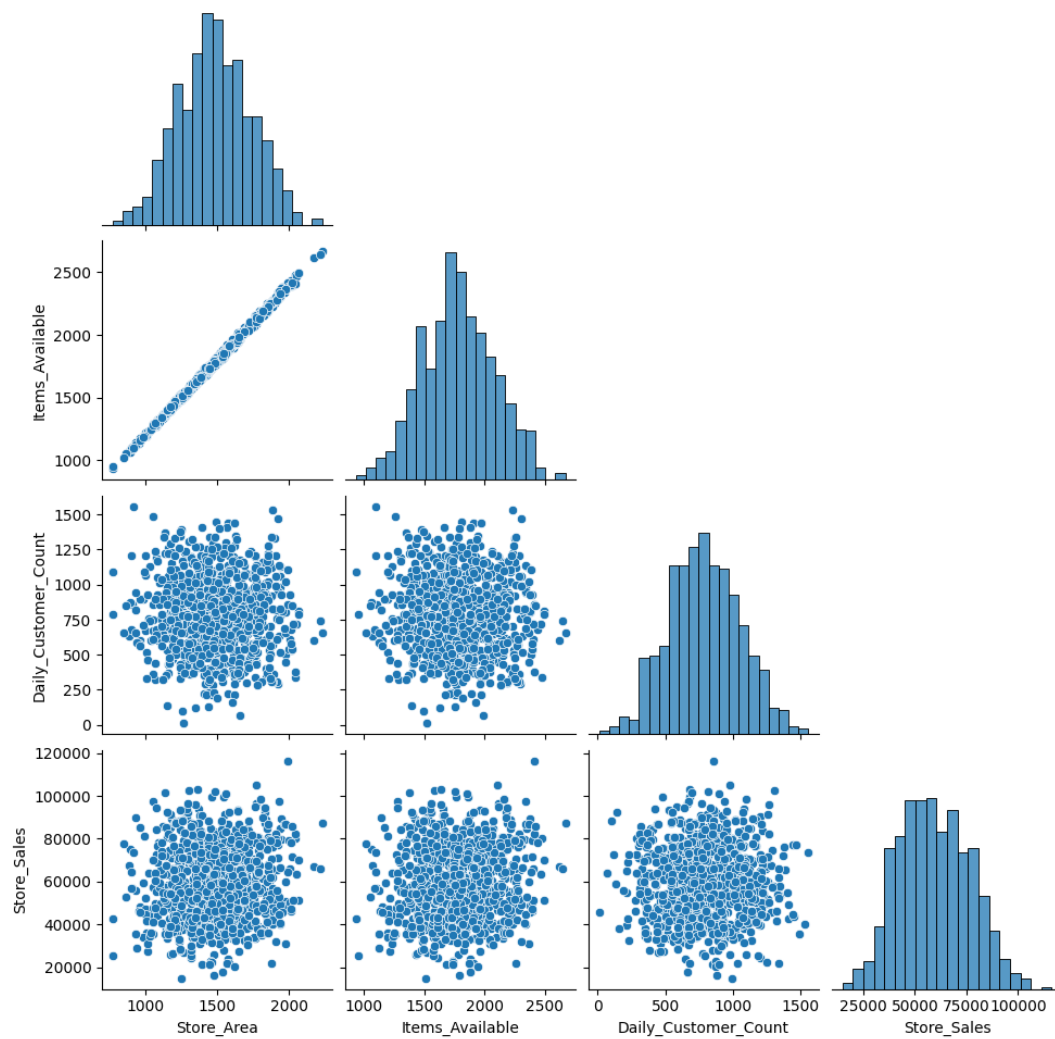 Items_Available
2500
2000
1500
1000
Daily_Customer_Count
1500
1250
1000
750
500
250
0
Store_Sales
120000
100000
80000
60000
40000
20000
1000 1500 2000
1000 1500 2000 2500
0 500 1000 1500
25000 50000 75000 100000
Store_Area
Items_Available
Daily_Customer_Count
Store_Sales